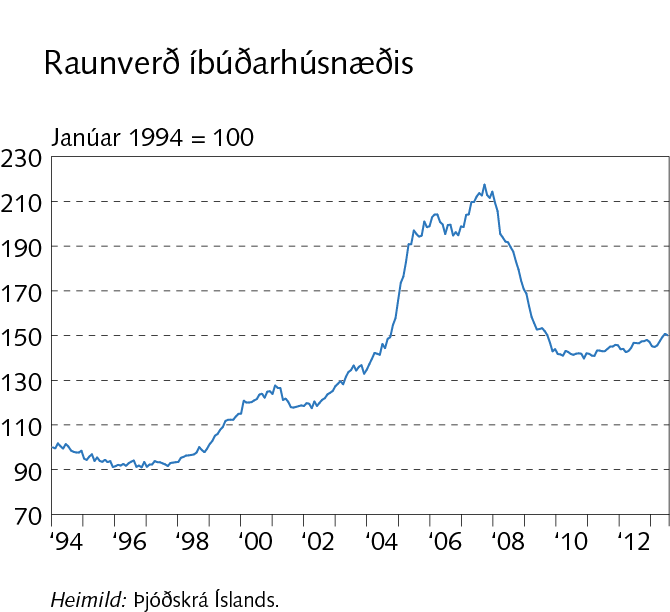 Raunverð íbúðarhúsnæðis
Janúar 1994 = 100
230
210
190
170
150
130
110
90
70
‘94 ‘96 ‘98 ‘00 ‘02 ‘04 ‘06 ‘08 ‘10 ‘12
Heimild: Þjóðskrá Íslands.